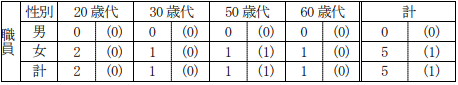 職員 性別 20歳代 30歳代 50歳代 60歳代 計
男 0 (0) 0 (0) 0 (0) 0 (0) 0 (0)
女 2 (0) 1 (0) 1 (1) 1 (0) 5 (1)
計 2 (0) 1 (0) 1 (1) 1 (0) 5 (1)